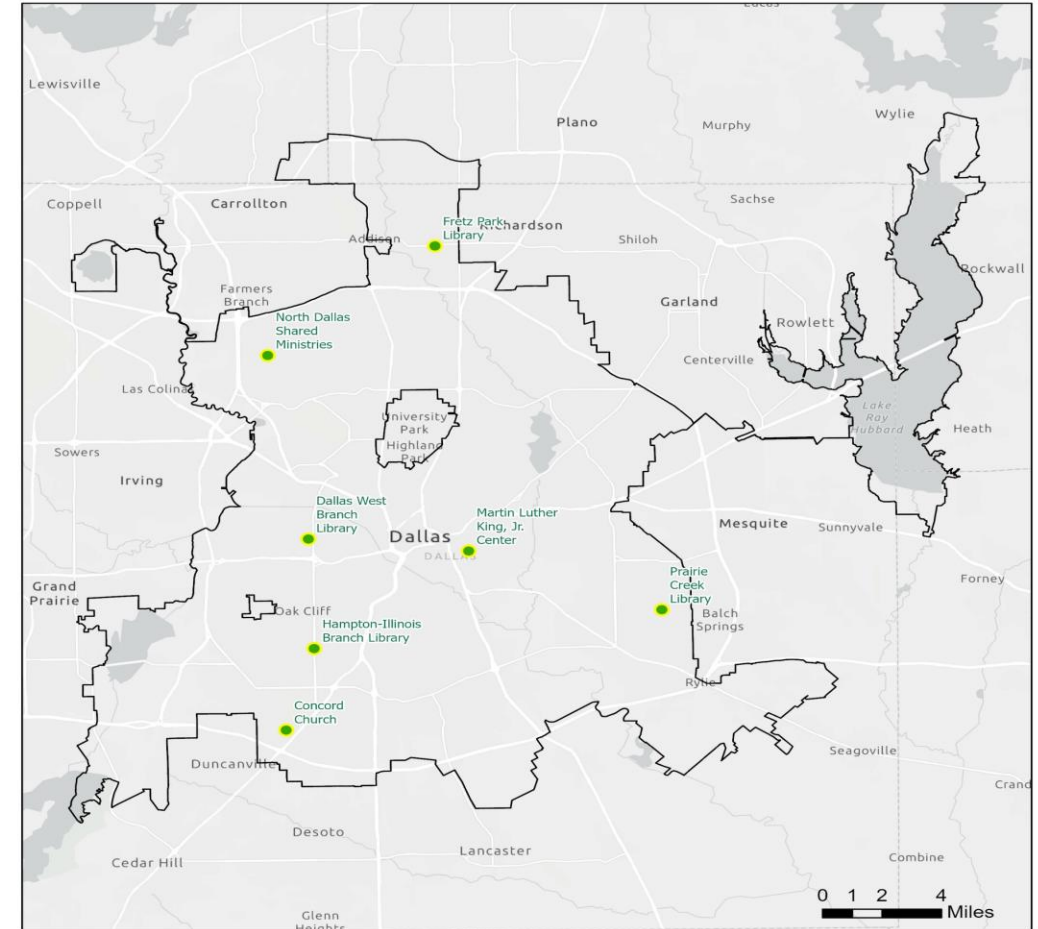 Lucas
Lewisville
Plano
Murphy
Wylie
Coppell
Carrollton
Sachse
Fretz Park
Library
Richardson
Addison
Shiloh
Rockwall
Farmers
Branch
Garland
North Dallas
Shared
Ministries
Rowlett
Centerville
Las Colinas
University
Park
Highland
Park
Lake
Ray
Hubbard
Heath
Sowers
Irving
Dallas West
Branch
Library
Martin Luther
King, Jr.
Center
Dallas
DALLAS
Mesquite
Sunnyvale
Grand
Prairie
Prairie
Creek
Library
Forney
Oak Cliff
Balch
Springs
Hampton-Illinois
Branch Library
Rylie
Concord
Church
Duncanville
Seagoville
Crand
Desoto
Lancaster
Cedar Hill
Combine
0 1 2 4
Miles
Glenn
Heights